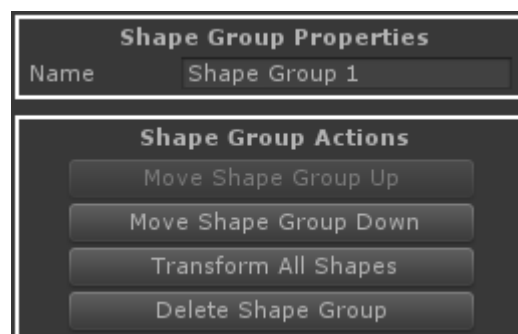 Shape Group Properties
Name Shape Group 1
Shape Group Actions
Move Shape Group Up
Move Shape Group Down
Transform All Shapes
Delete Shape Group